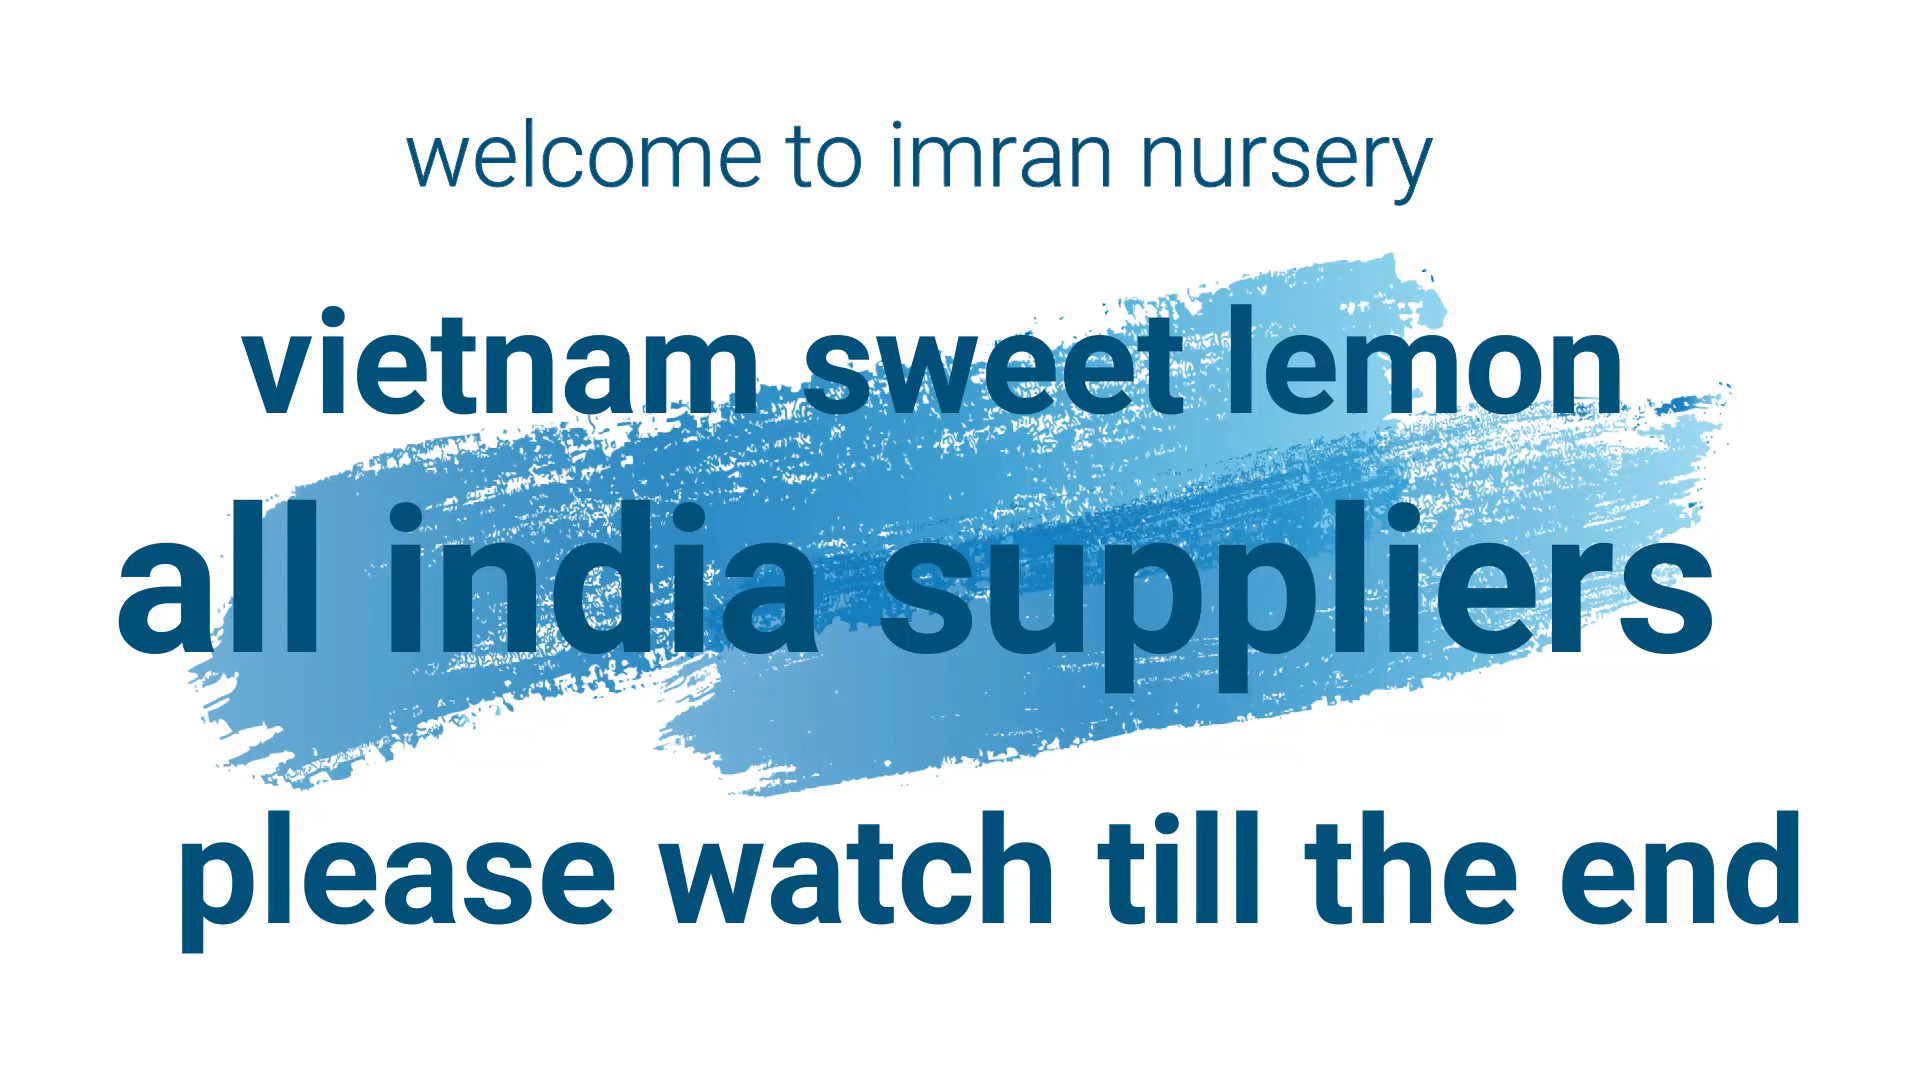 welcome to imran nursery
vietnam sweet lemon
all india suppliers
please watch till the end